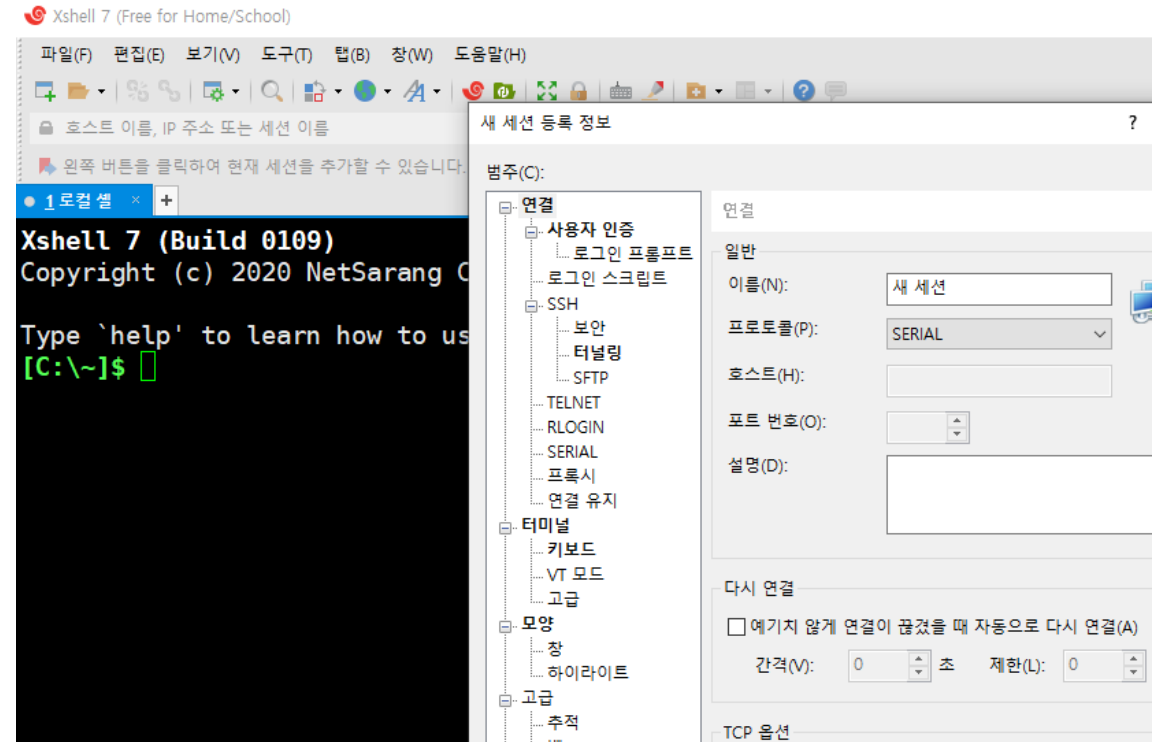 Xshell 7 (Free for Home/School)
파일(F) 편집(E) 보기(V) 도구(T) 탭(B) 창(W) 도움말(H)
호스트 이름, IP 주소 또는 세션 이름
왼쪽 버튼을 클릭하여 현재 세션을 추가할 수 있습니다.
1 로컬 셸 × +
Xshell 7 (Build 0109)
Copyright (c) 2020 NetSarang C
Type `help' to learn how to us
[C:\~]$
새 세션 등록 정보 ?
범주(C):
연결
사용자 인증
로그인 프롬프트
로그인 스크립트
SSH
보안
터널링
SFTP
TELNET
RLOGIN
SERIAL
프록시
연결 유지
터미널
키보드
VT 모드
고급
모양
창
하이라이트
고급
추적
연결
일반
이름(N): 새 세션
프로토콜(P): SERIAL
호스트(H):
포트 번호(O):
설명(D):
다시 연결
예기치 않게 연결이 끊겼을 때 자동으로 다시 연결(A)
간격(V): 0 초 제한(L): 0
TCP 옵션